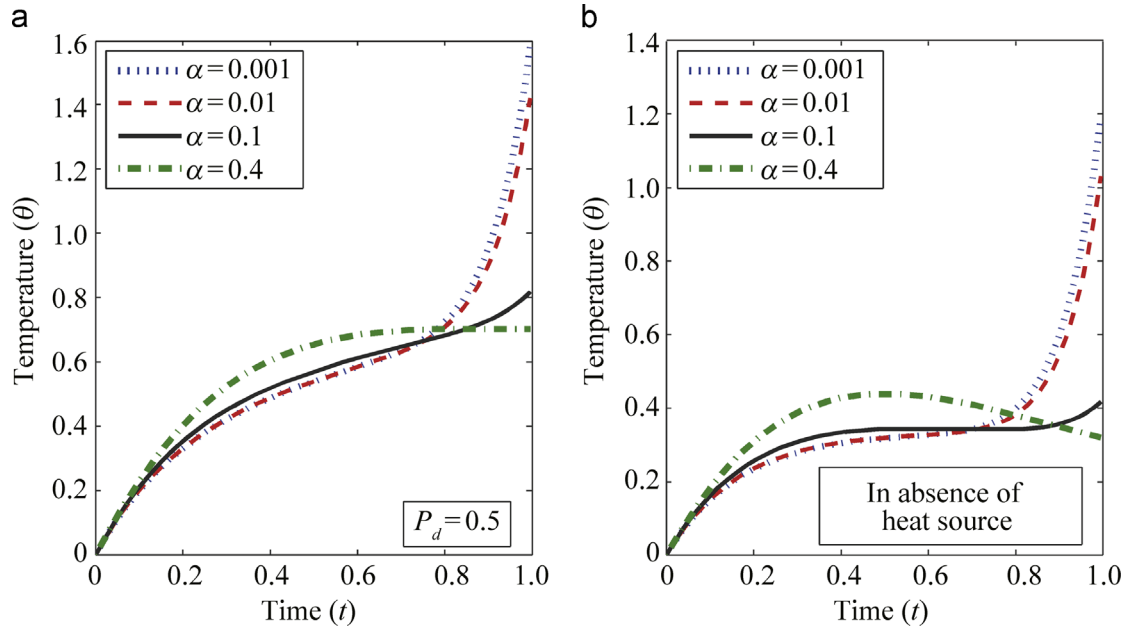 a
1.6
1.4
1.2
1.0
0.8
0.6
0.4
0.2
0
Temperature (θ)
α=0.001
α=0.01
α=0.1
α=0.4
P_d=0.5
0 0.2 0.4 0.6 0.8 1.0
Time (t)
b
1.4
1.2
1.0
0.8
0.6
0.4
0.2
0
Temperature (θ)
α=0.001
α=0.01
α=0.1
α=0.4
In absence of
heat source
0 0.2 0.4 0.6 0.8 1.0
Time (t)